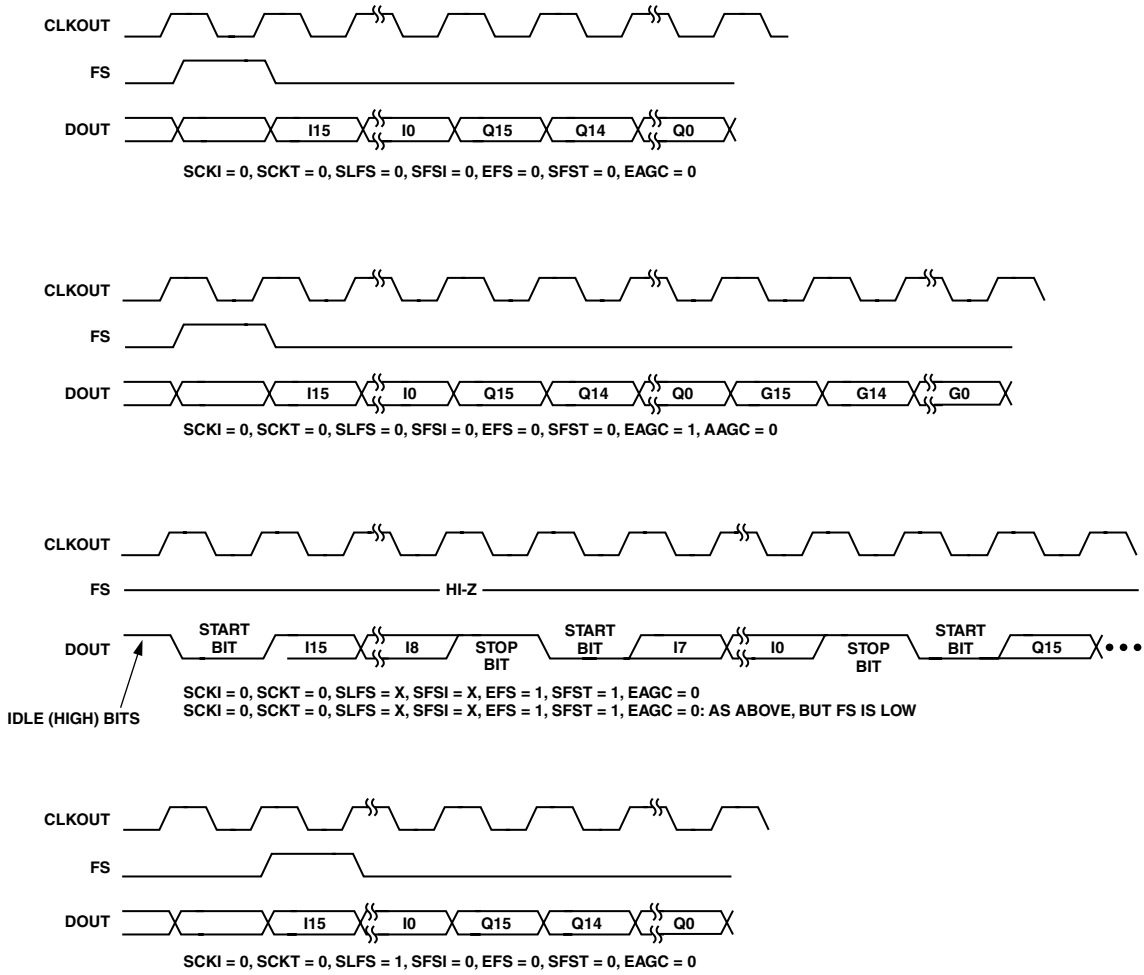 CLKOUT
FS
DOUT I15 I0 Q15 Q14 Q0
SCKI = 0, SCKT = 0, SLFS = 0, SFSI = 0, EFS = 0, SFST = 0, EAGC = 0
CLKOUT
FS
DOUT I15 I0 Q15 Q14 Q0 G15 G14 G0
SCKI = 0, SCKT = 0, SLFS = 0, SFSI = 0, EFS = 0, SFST = 0, EAGC = 1, AAGC = 0
CLKOUT
FS HI-Z
DOUT START BIT I15 I8 STOP BIT START BIT I7 I0 STOP BIT START BIT Q15
SCKI = 0, SCKT = 0, SLFS = X, SFSI = X, EFS = 1, SFST = 1, EAGC = 0
SCKI = 0, SCKT = 0, SLFS = X, SFSI = X, EFS = 1, SFST = 1, EAGC = 0: AS ABOVE, BUT FS IS LOW
IDLE (HIGH) BITS
CLKOUT
FS
DOUT I15 I0 Q15 Q14 Q0
SCKI = 0, SCKT = 0, SLFS = 1, SFSI = 0, EFS = 0, SFST = 0, EAGC = 0